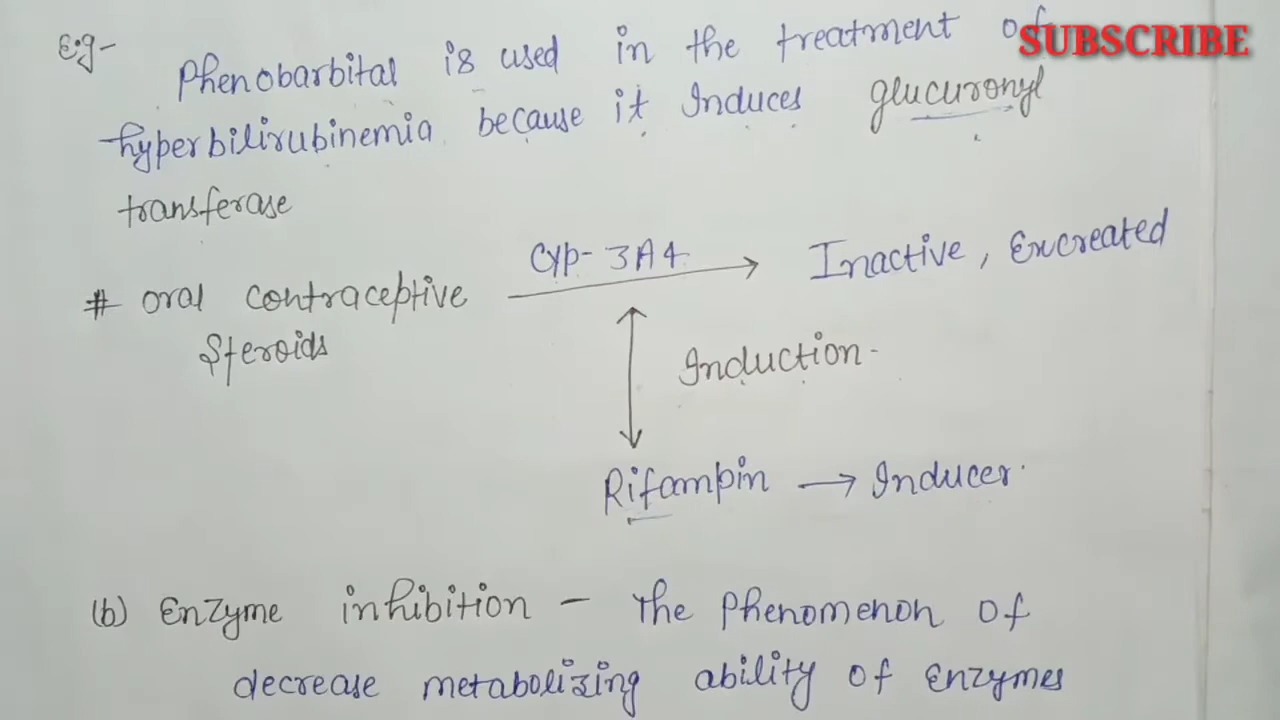 E.g- Phenobarbital is used in the treatment of
SUBSCRIBE
hyperbilirubinemia because it Induces glucuronyl
transferase
Cyp-3A4
# oral contraceptive → Inactive, Excreated
Steroids
Induction-
Rifampin → Inducer.
(b) Enzyme inhibition - The phenomenon of
decrease metabolizing ability of enzymes